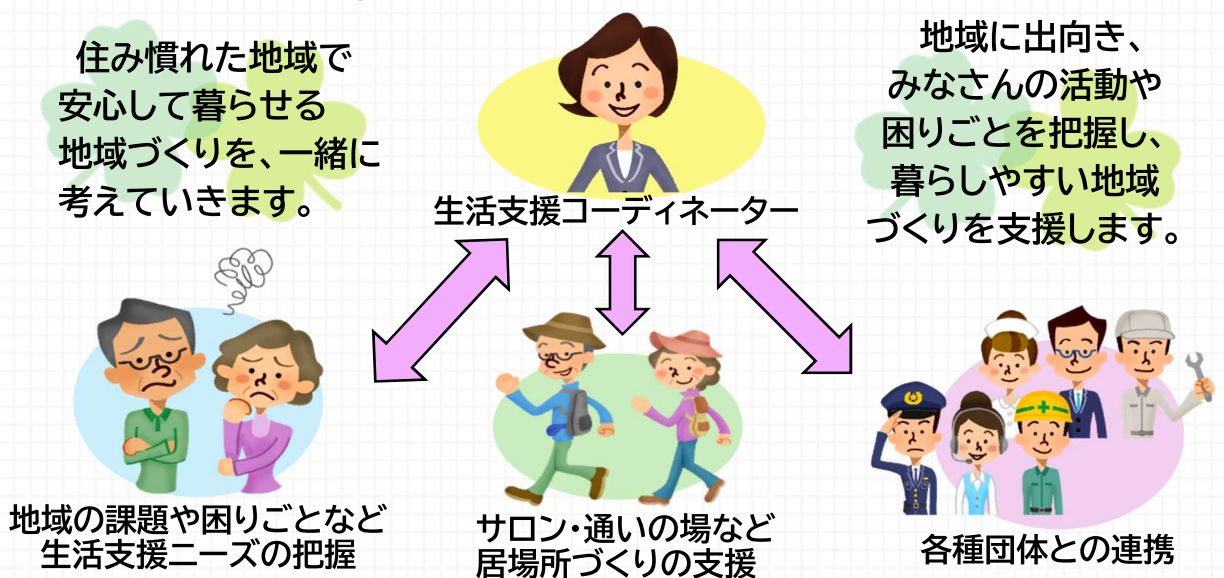 住み慣れた地域で
安心して暮らせる
地域づくりを、一緒に
考えていきます。
地域に出向き、
みなさんの活動や
困りごとを把握し、
暮らしやすい地域
づくりを支援します。
生活支援コーディネーター
地域の課題や困りごとなど
生活支援ニーズの把握
サロン・通いの場など
居場所づくりの支援
各種団体との連携